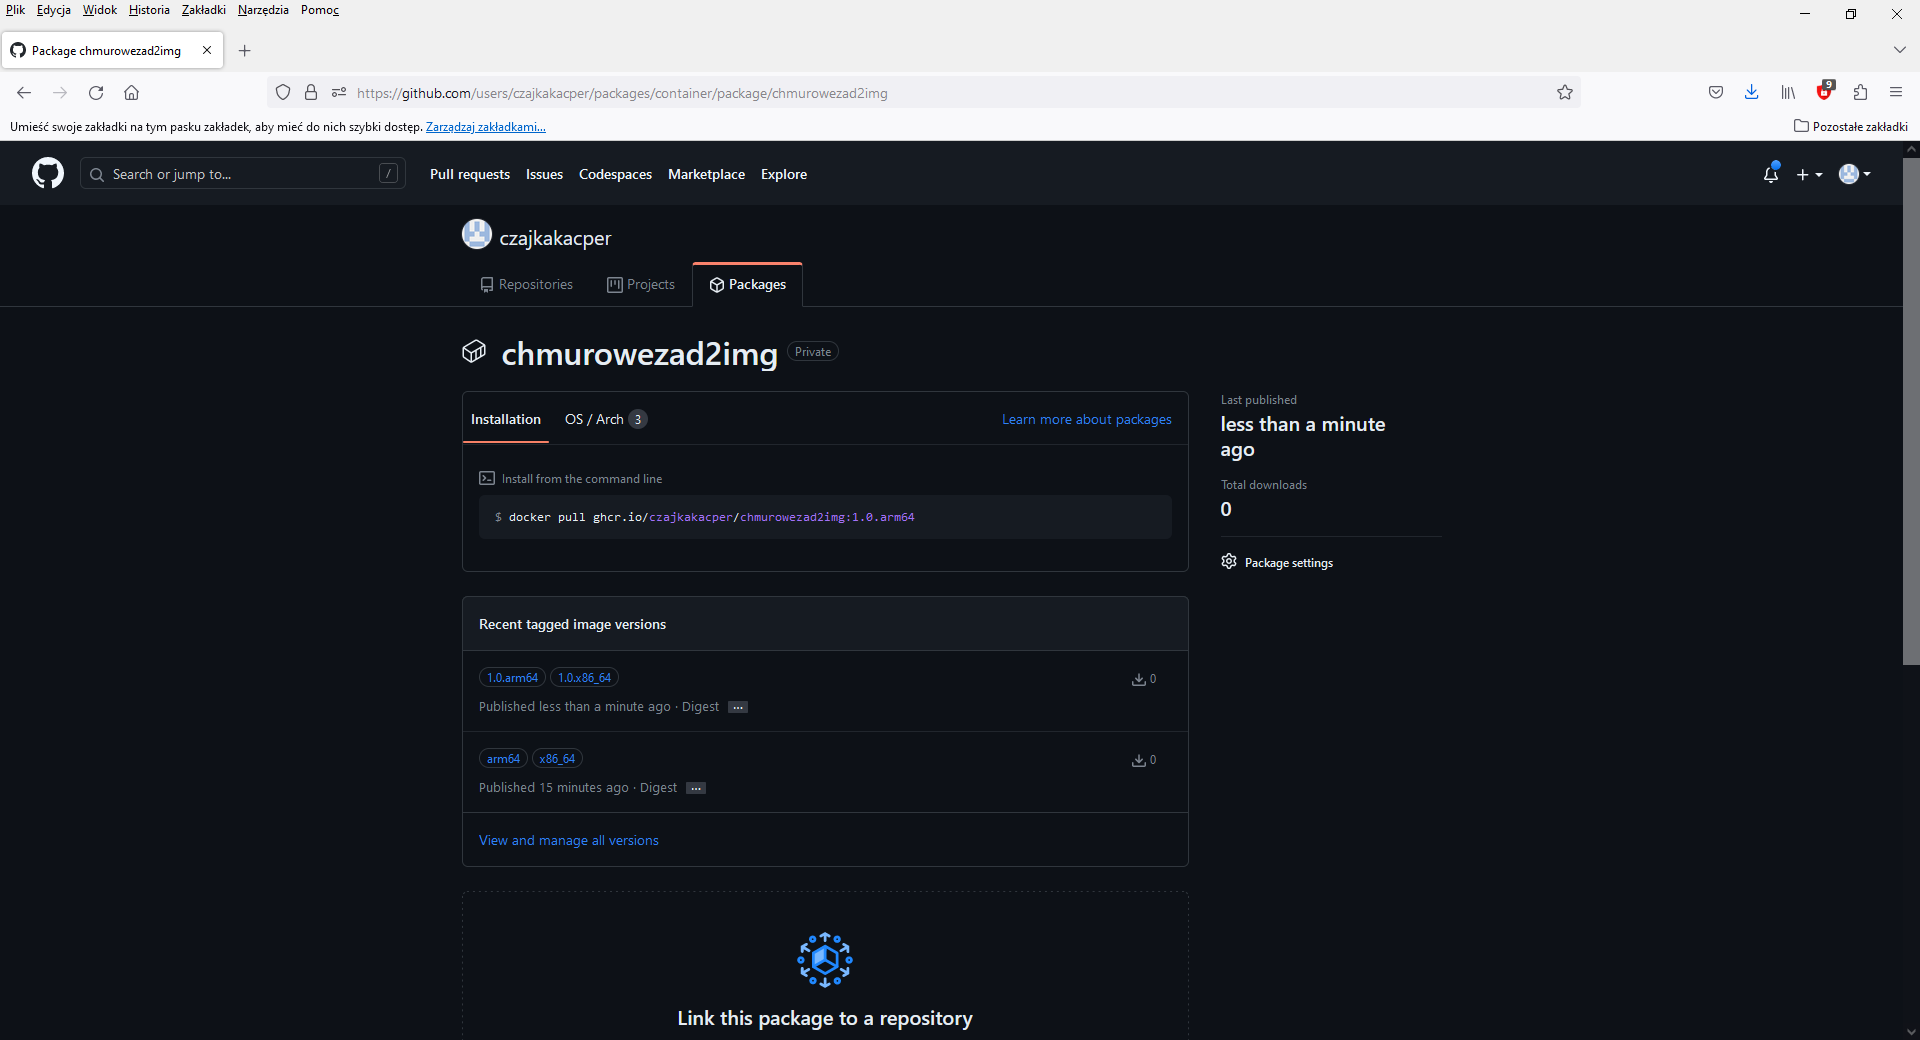 Plik Edycja Widok Historia Zakładki Narzędzia Pomoc
Package chmurowezad2img
https://github.com/users/czajkakacper/packages/container/package/chmurowezad2img
9
Umieść swoje zakładki na tym pasku zakładek, aby mieć do nich szybki dostęp. Zarządzaj zakładkami...
Pozostałe zakładki
Search or jump to... /
Pull requests Issues Codespaces Marketplace Explore
czajkakacper
Repositories Projects Packages
chmurowezad2img Private
Installation OS / Arch 3 Learn more about packages
Install from the command line
$ docker pull ghcr.io/czajkakacper/chmurowezad2img:1.0.arm64
Last published
less than a minute
ago
Total downloads
0
Package settings
Recent tagged image versions
1.0.arm64 1.0.x86_64 0
Published less than a minute ago · Digest ...
arm64 x86_64 0
Published 15 minutes ago · Digest ...
View and manage all versions
Link this package to a repository